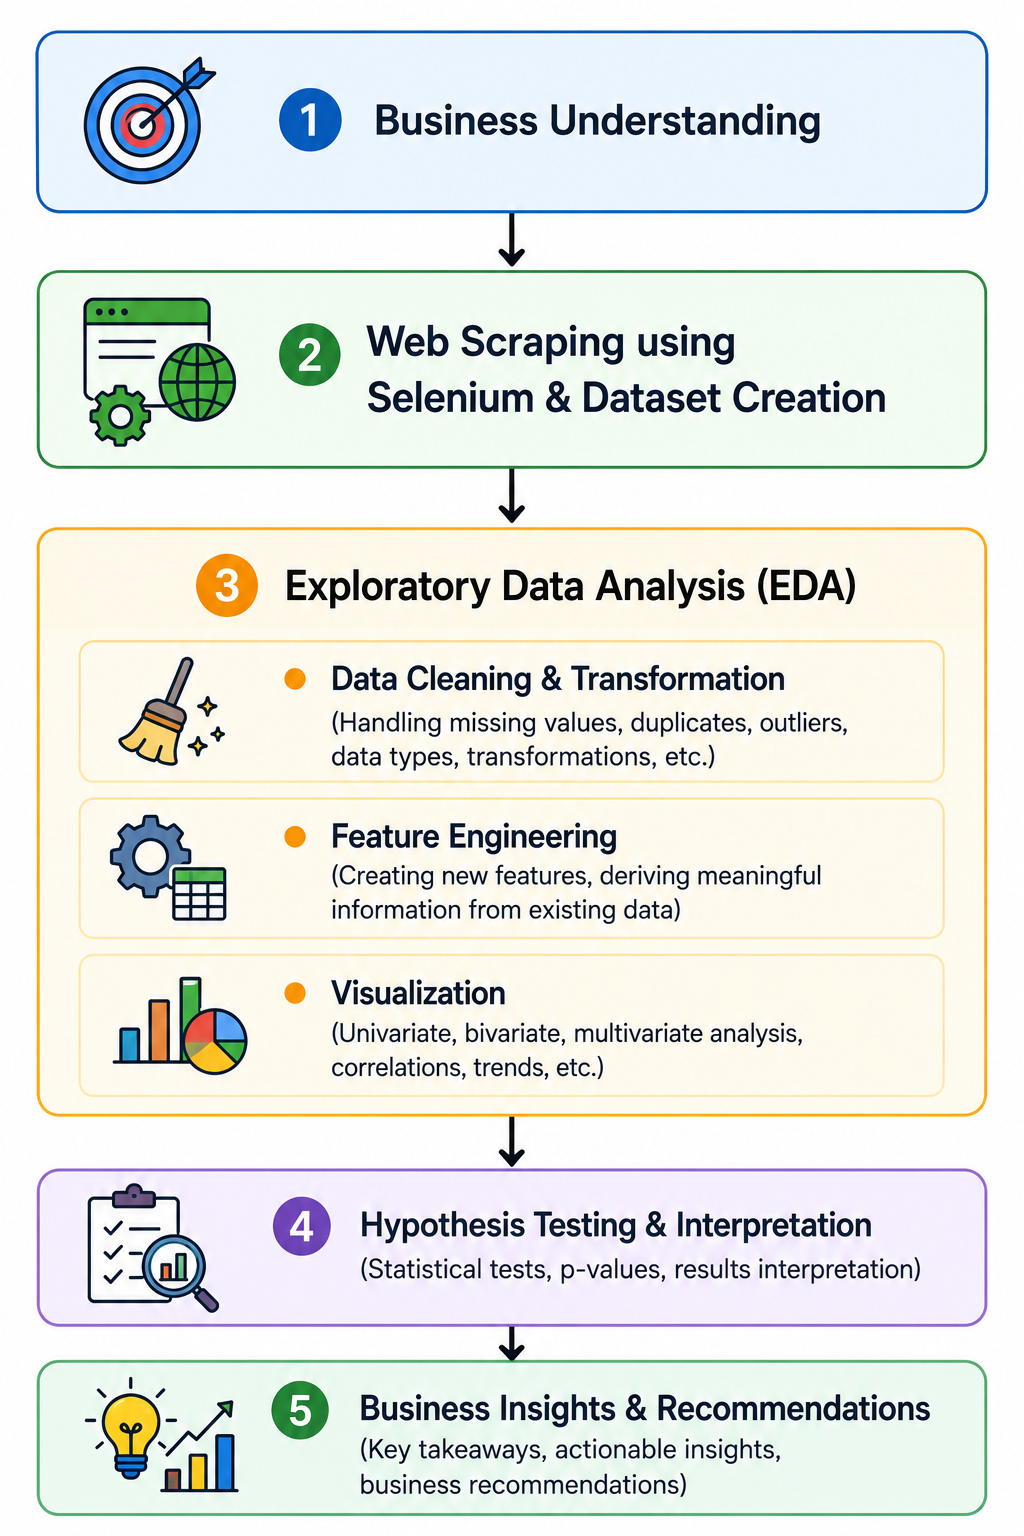 1 Business Understanding
2 Web Scraping using
Selenium & Dataset Creation
3 Exploratory Data Analysis (EDA)
Data Cleaning & Transformation
(Handling missing values, duplicates, outliers,
data types, transformations, etc.)
Feature Engineering
(Creating new features, deriving meaningful
information from existing data)
Visualization
(Univariate, bivariate, multivariate analysis,
correlations, trends, etc.)
4 Hypothesis Testing & Interpretation
(Statistical tests, p-values, results interpretation)
5 Business Insights & Recommendations
(Key takeaways, actionable insights,
business recommendations)